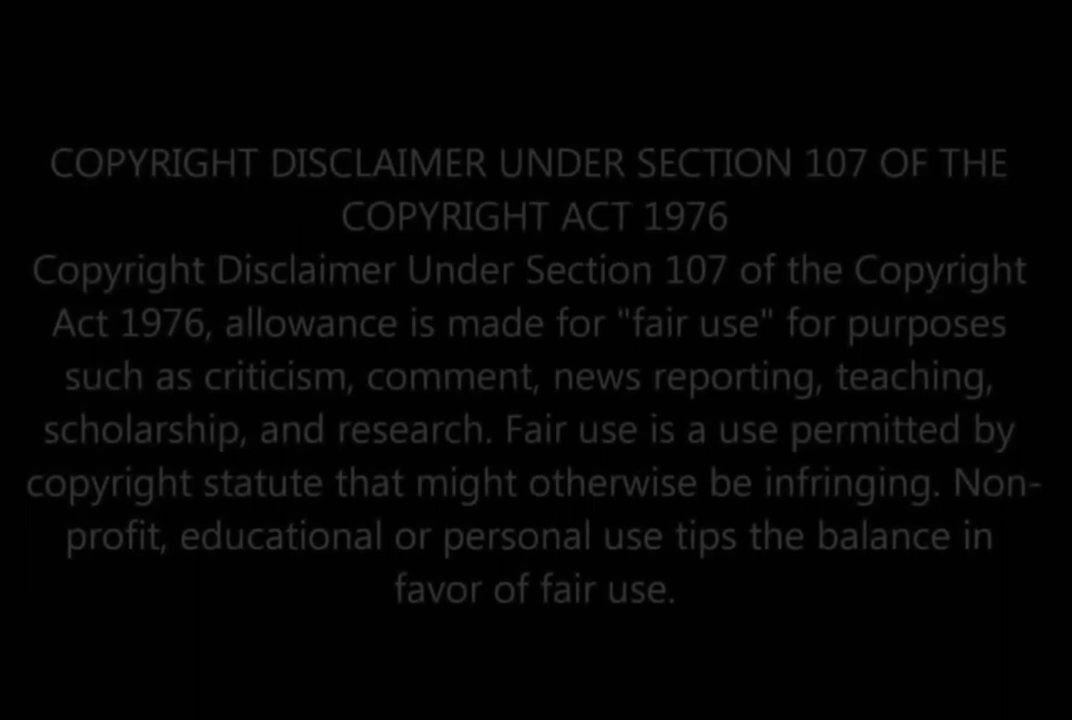 COPYRIGHT DISCLAIMER UNDER SECTION 107 OF THE
COPYRIGHT ACT 1976
Copyright Disclaimer Under Section 107 of the Copyright
Act 1976, allowance is made for "fair use" for purposes
such as criticism, comment, news reporting, teaching,
scholarship, and research. Fair use is a use permitted by
copyright statute that might otherwise be infringing. Non-
profit, educational or personal use tips the balance in
favor of fair use.